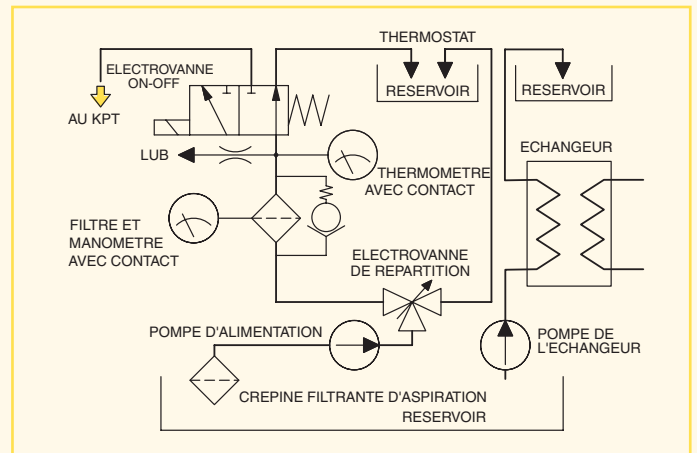 THERMOSTAT
ELECTROVANNE
ON-OFF
RESERVOIR
RESERVOIR
AU KPT
LUB
ECHANGEUR
THERMOMETRE
AVEC CONTACT
FILTRE ET
MANOMETRE
AVEC CONTACT
ELECTROVANNE
DE REPARTITION
POMPE D'ALIMENTATION
POMPE DE
L'ECHANGEUR
CREPINE FILTRANTE D'ASPIRATION
RESERVOIR